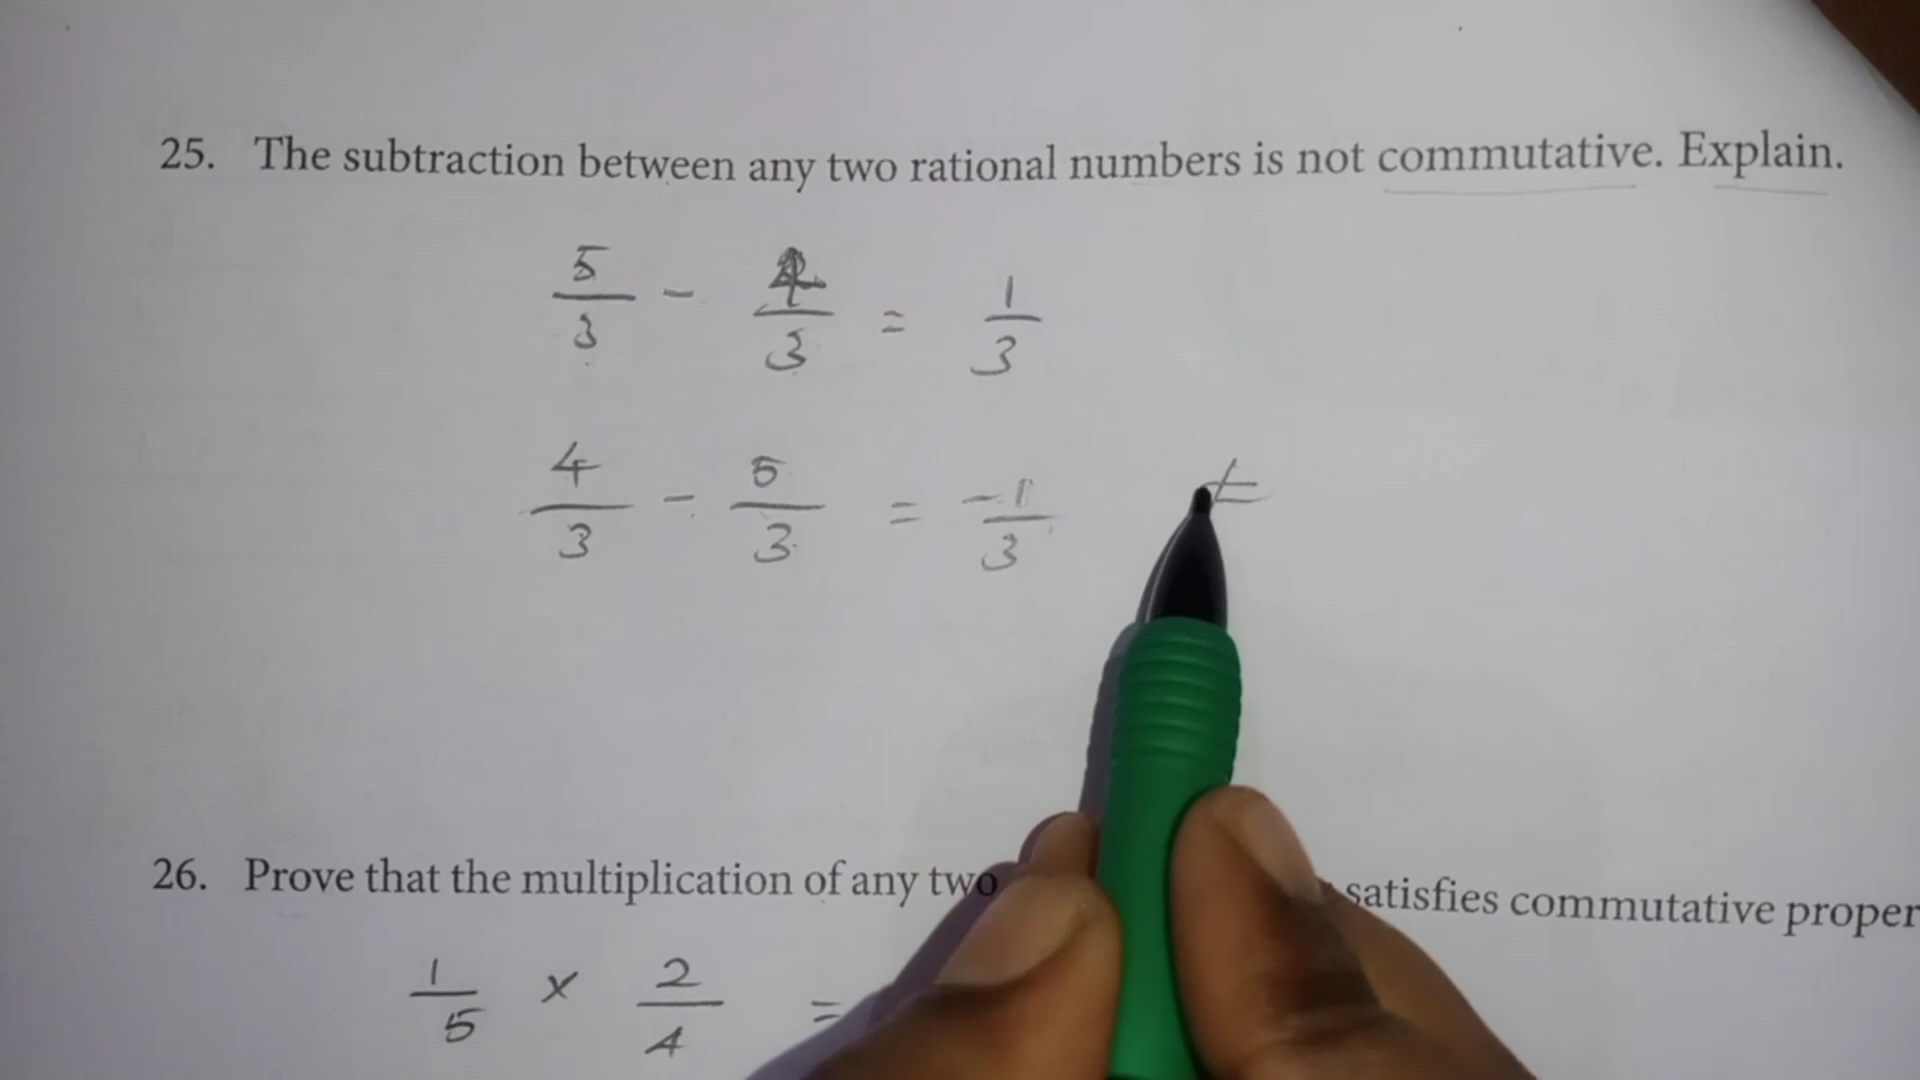 25. The subtraction between any two rational numbers is not commutative. Explain.
5/3 - 4/3 = 1/3
4/3 - 5/3 = -1/3 ≠
26. Prove that the multiplication of any two satisfies commutative proper
1/5 × 2/4 =